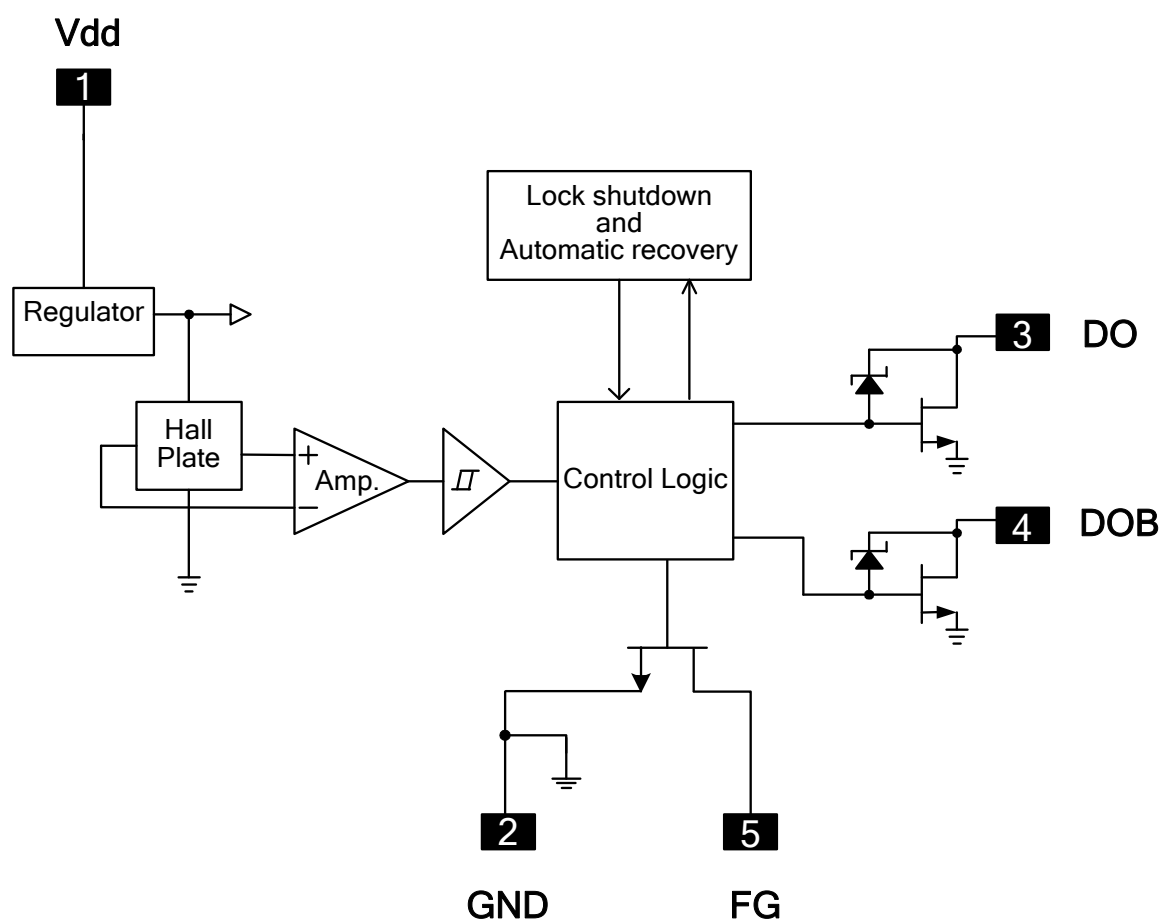 Vdd
1
Lock shutdown
and
Automatic recovery
Regulator
3 DO
Hall
Plate
+
Amp.
−
Control Logic
4 DOB
2
5
GND
FG